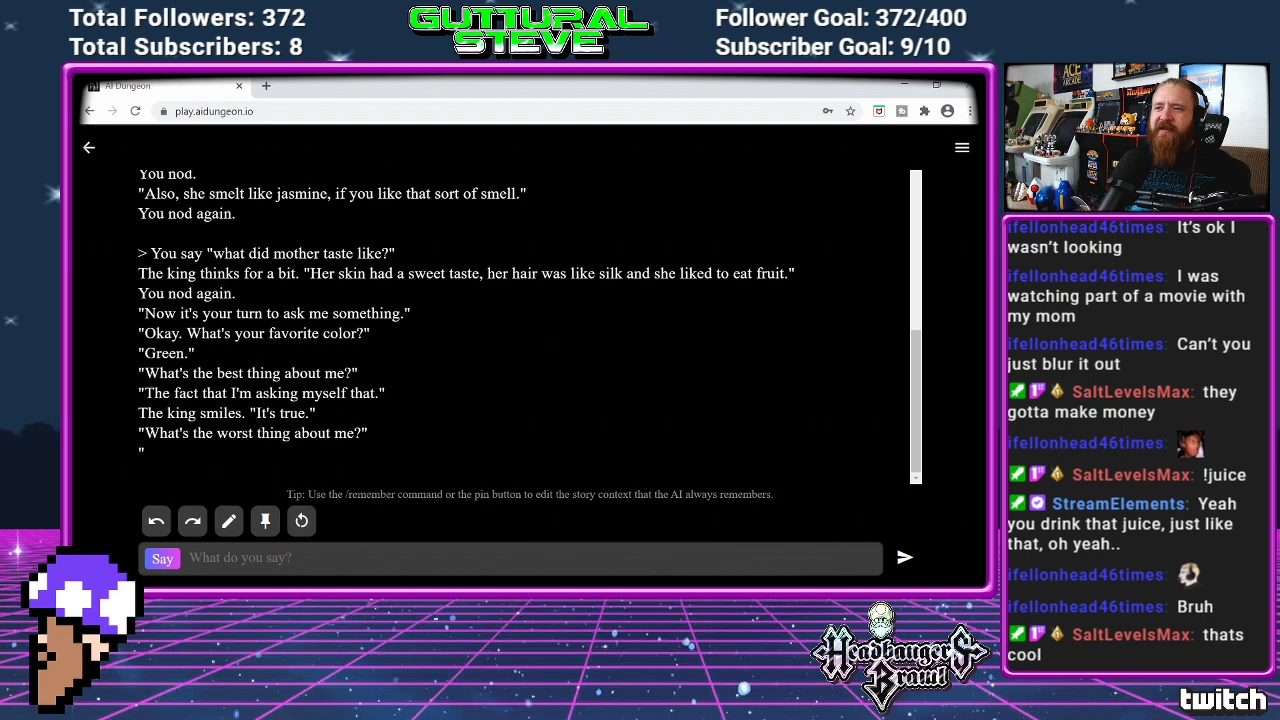 Total Followers: 372
Total Subscribers: 8
GUTTURAL
STEVE
Follower Goal: 372/400
Subscriber Goal: 9/10
AI Dungeon
play.aidungeon.io
You nod.
"Also, she smelt like jasmine, if you like that sort of smell."
You nod again.
> You say "what did mother taste like?"
The king thinks for a bit. "Her skin had a sweet taste, her hair was like silk and she liked to eat fruit."
You nod again.
"Now it's your turn to ask me something."
"Okay. What's your favorite color?"
"Green."
"What's the best thing about me?"
"The fact that I'm asking myself that."
The king smiles. "It's true."
"What's the worst thing about me?"
"
Tip: Use the /remember command or the pin button to edit the story context that the AI always remembers.
Say What do you say?
ifellonhead46times: It's ok I
wasn't looking
ifellonhead46times: I was
watching part of a movie with
my mom
ifellonhead46times: Can't you
just blur it out
SaltLevelsMax: they
gotta make money
ifellonhead46times:
SaltLevelsMax: !juice
StreamElements: Yeah
you drink that juice, just like
that, oh yeah..
ifellonhead46times:
ifellonhead46times: Bruh
SaltLevelsMax: thats
cool
Headbangers
Brawl
twitch